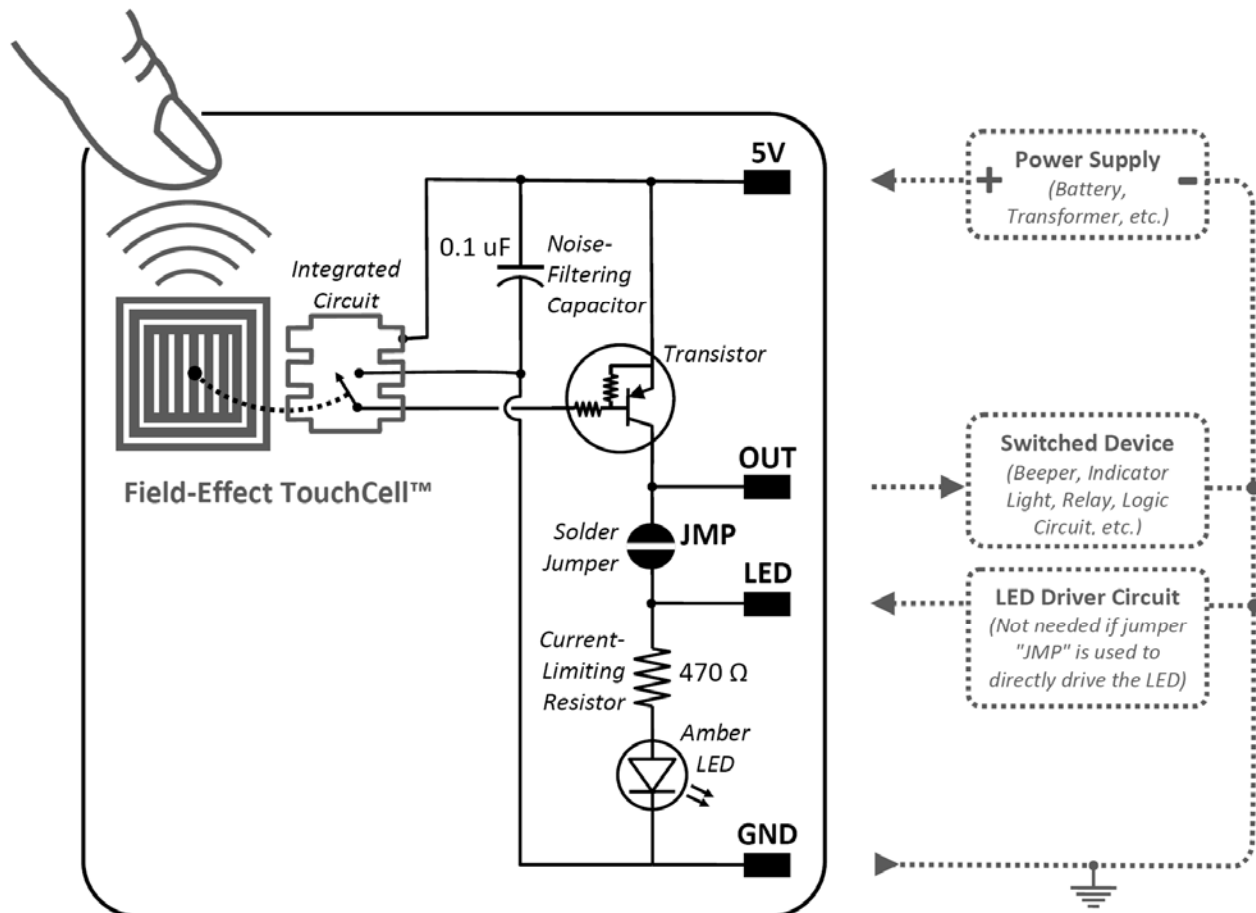 5V
Power Supply
+
-
(Battery,
Transformer, etc.)
0.1 uF
Noise-
Filtering
Capacitor
Integrated
Circuit
Transistor
Field-Effect TouchCell™
OUT
Switched Device
(Beeper, Indicator
Light, Relay, Logic
Circuit, etc.)
Solder
Jumper
JMP
LED
LED Driver Circuit
(Not needed if jumper
"JMP" is used to
directly drive the LED)
Current-
Limiting
Resistor
470 Ω
Amber
LED
GND